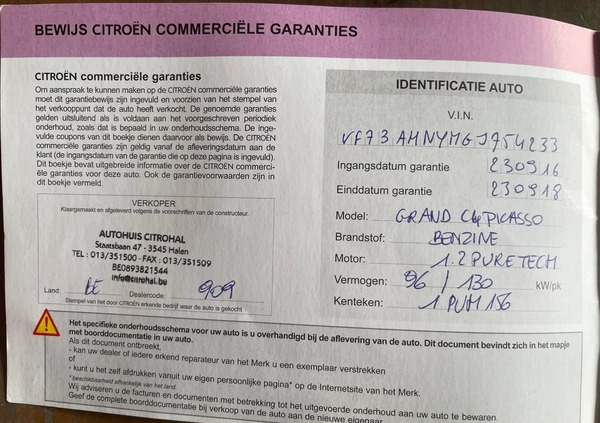 BEWIJS CITROËN COMMERCIËLE GARANTIES
CITROËN commerciële garanties
Om aanspraak te kunnen maken op de CITROËN commerciële garanties
moet dit garantiebewijs zijn ingevuld en voorzien van het stempel van
het verkooppunt dat de auto heeft verkocht. De genoemde garanties
gelden uitsluitend als is voldaan aan het voorgeschreven periodiek
onderhoud, zoals dat is bepaald in uw onderhoudsschema. De inge-
vulde coupons van dit boekje dienen daarvoor als bewijs. De CITROËN
commerciële garanties zijn geldig vanaf de afleveringsdatum aan de
klant (de ingangsdatum van de garantie die op deze pagina is ingevuld).
Dit boekje bevat uitgebreide informatie over de CITROËN commerci-
ële garanties voor deze auto. Ook de garantievoorwaarden zijn in
dit boekje vermeld.
VERKOPER
Klaargemaakt en afgeleverd volgens de voorschriften van de constructeur.
AUTOHUIS CITROHAL
Staatsbaan 47 - 3545 Halen
TEL : 013/351500 - FAX : 013/351509
BE0893821544
info@citrohal.be
Land: BE Dealercode: 909
Stempel van het door CITROËN erkende bedrijf waar de auto is gekocht
IDENTIFICATIE AUTO
V.I.N.
VF73AHNYMGJ754233
Ingangsdatum garantie 230916
Einddatum garantie 230918
Model: GRAND C4 PICASSO
Brandstof: BENZINE
Motor: 1.2 PURETECH
Vermogen: 96 / 130 kW/pk
Kenteken: 1 PUM 156
Het specifieke onderhoudsschema voor uw auto is u overhandigd bij de aflevering van de auto. Dit document bevindt zich in het mapje
met boorddocumentatie in uw auto.
Als dit document ontbreekt,
- kan uw dealer of iedere erkend reparateur van het Merk u een exemplaar verstrekken
of
- kunt u het zelf afdrukken vanuit uw eigen persoonlijke pagina* op de Internetsite van het Merk.
* beschikbaarheid afhankelijk van het land.
Wij adviseren u de facturen en documenten met betrekking tot het uitgevoerde onderhoud aan uw auto te bewaren.
Geef de complete boorddocumentatie bij verkoop van de auto aan de nieuwe eigenaar.